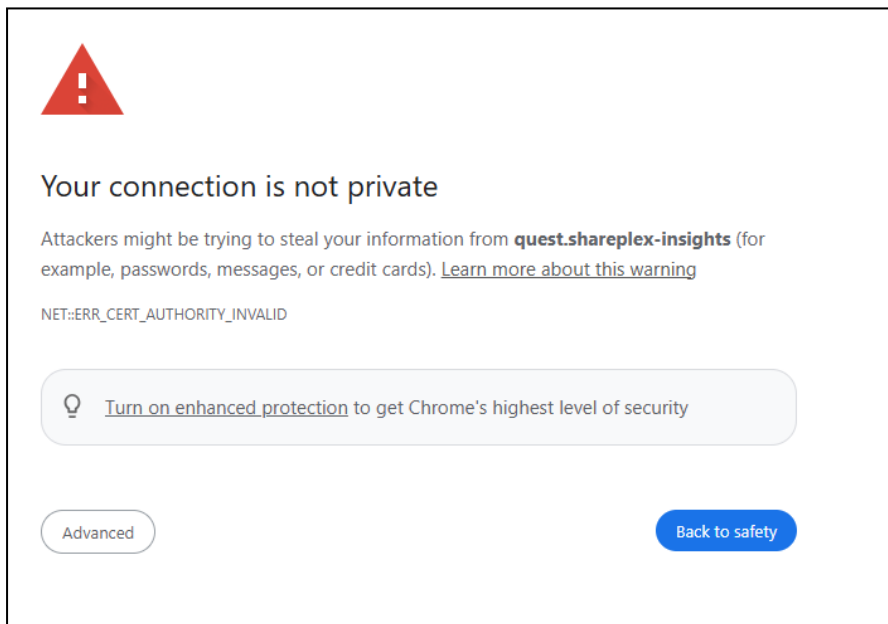 Your connection is not private
Attackers might be trying to steal your information from quest.shareplex-insights (for
example, passwords, messages, or credit cards). Learn more about this warning
NET::ERR_CERT_AUTHORITY_INVALID
Turn on enhanced protection to get Chrome's highest level of security
Advanced
Back to safety